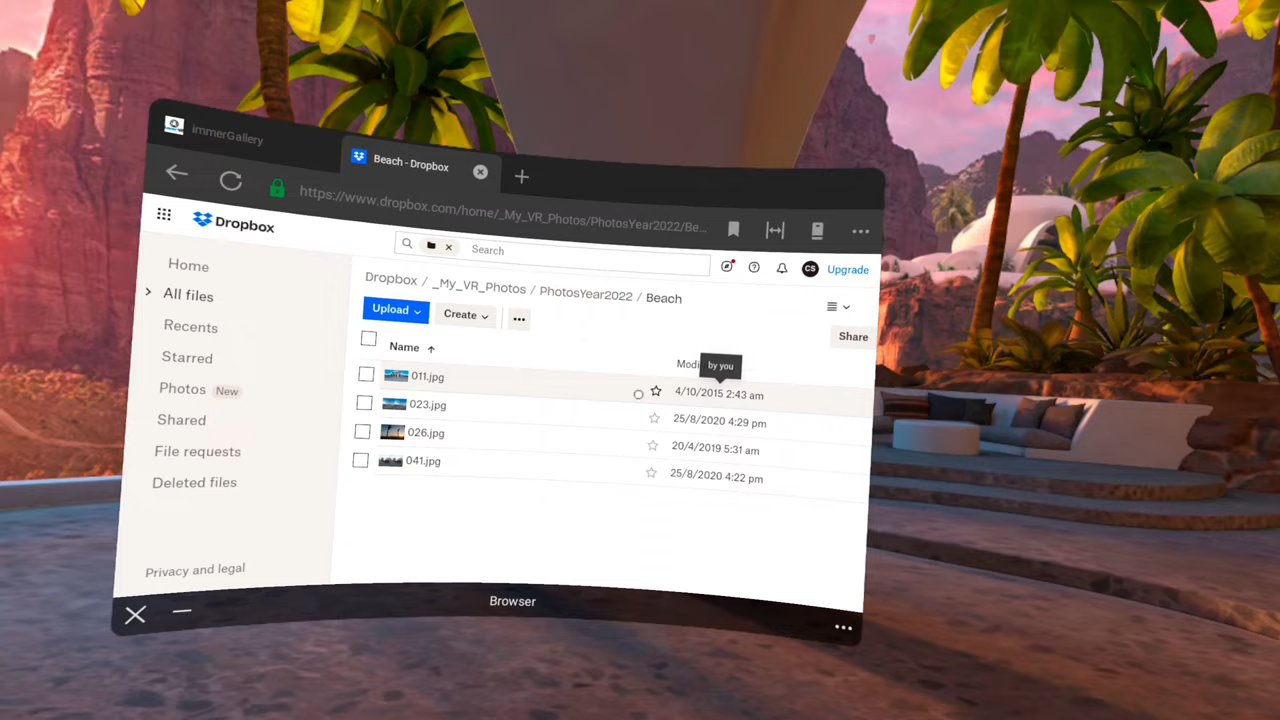 immerGallery
Beach - Dropbox
https://www.dropbox.com/home/_My_VR_Photos/PhotosYear2022/Be...
Dropbox
Search
CS
Upgrade
Home
All files
Recents
Starred
Photos New
Shared
File requests
Deleted files
Privacy and legal
Dropbox / _My_VR_Photos / PhotosYear2022 / Beach
Upload
Create
Share
Name
Modi
by you
011.jpg 4/10/2015 2:43 am
023.jpg 25/8/2020 4:29 pm
026.jpg 20/4/2019 5:31 am
041.jpg 25/8/2020 4:22 pm
Browser